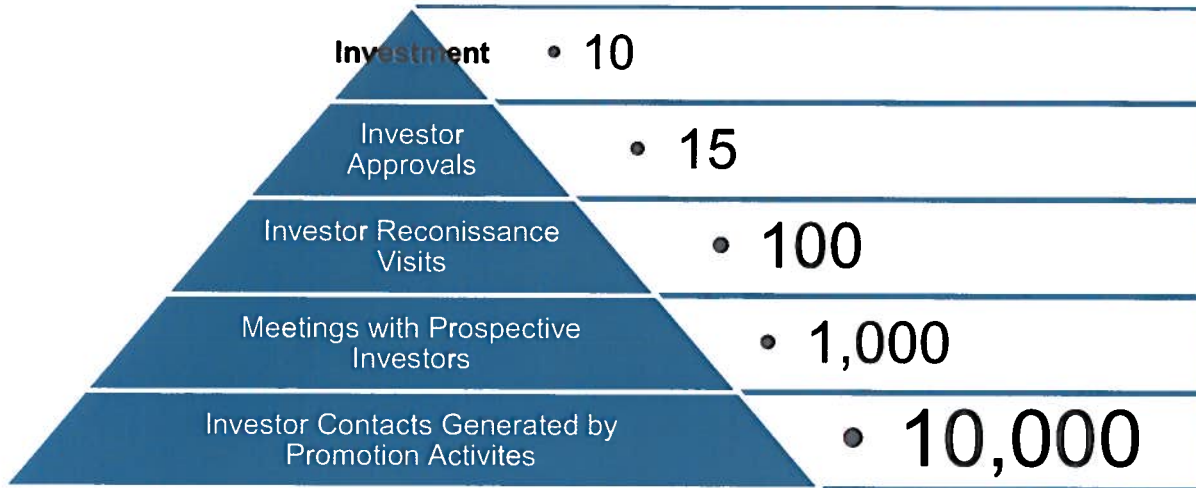 Investment
• 10
Investor
Approvals
• 15
Investor Reconissance
Visits
• 100
Meetings with Prospective
Investors
• 1,000
Investor Contacts Generated by
Promotion Activites
• 10,000